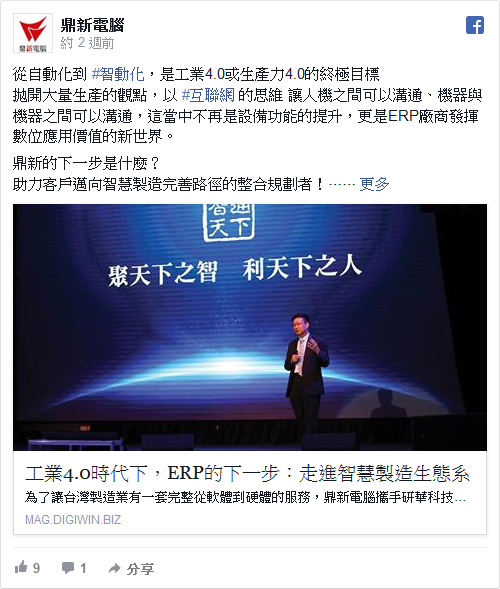 鼎新電腦
鼎新電腦
約 2 週前
從自動化到 #智動化，是工業4.0或生產力4.0的終極目標
拋開大量生產的觀點，以 #互聯網 的思維 讓人機之間可以溝通、機器與
機器之間可以溝通，這當中不再是設備功能的提升，更是ERP廠商發揮
數位應用價值的新世界。
鼎新的下一步是什麼？
助力客戶邁向智慧製造完善路徑的整合規劃者！ …… 更多
智通
天下
聚天下之智 利天下之人
工業4.0時代下，ERP的下一步：走進智慧製造生態系
為了讓台灣製造業有一套完整從軟體到硬體的服務，鼎新電腦攜手研華科技…
MAG.DIGIWIN.BIZ
9 1 分享